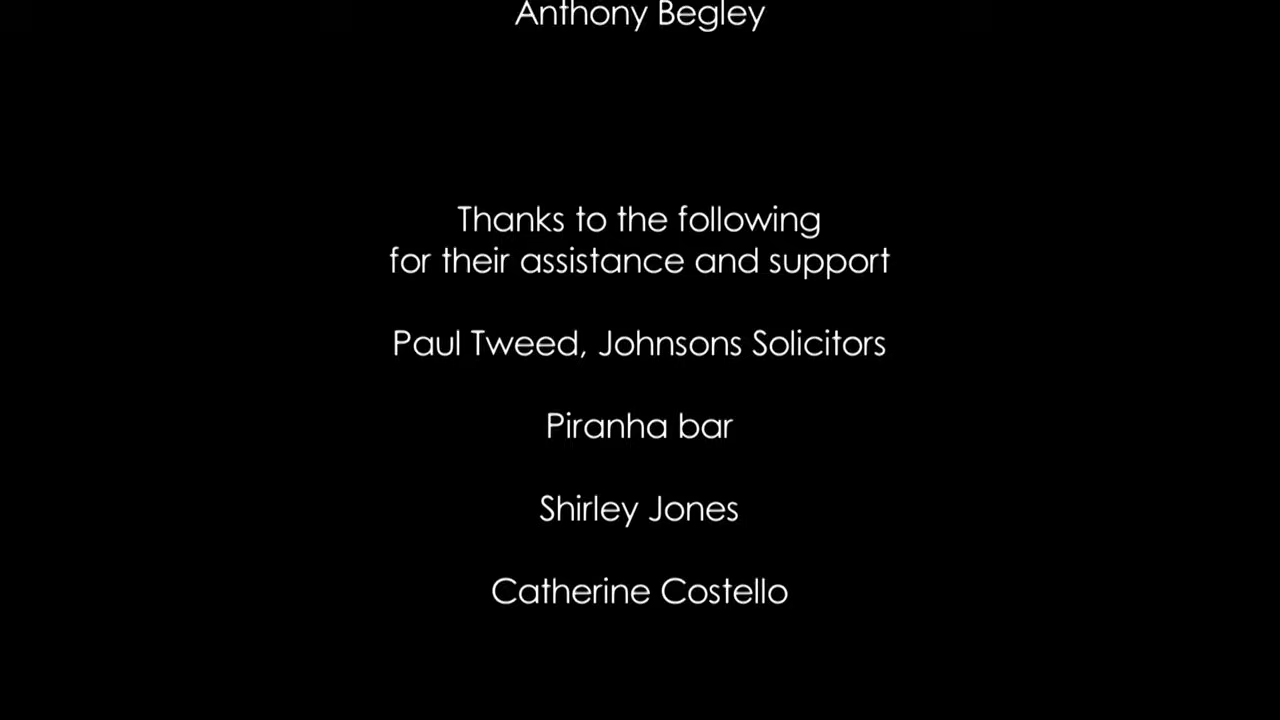 Anthony Begley
Thanks to the following
for their assistance and support
Paul Tweed, Johnsons Solicitors
Piranha bar
Shirley Jones
Catherine Costello